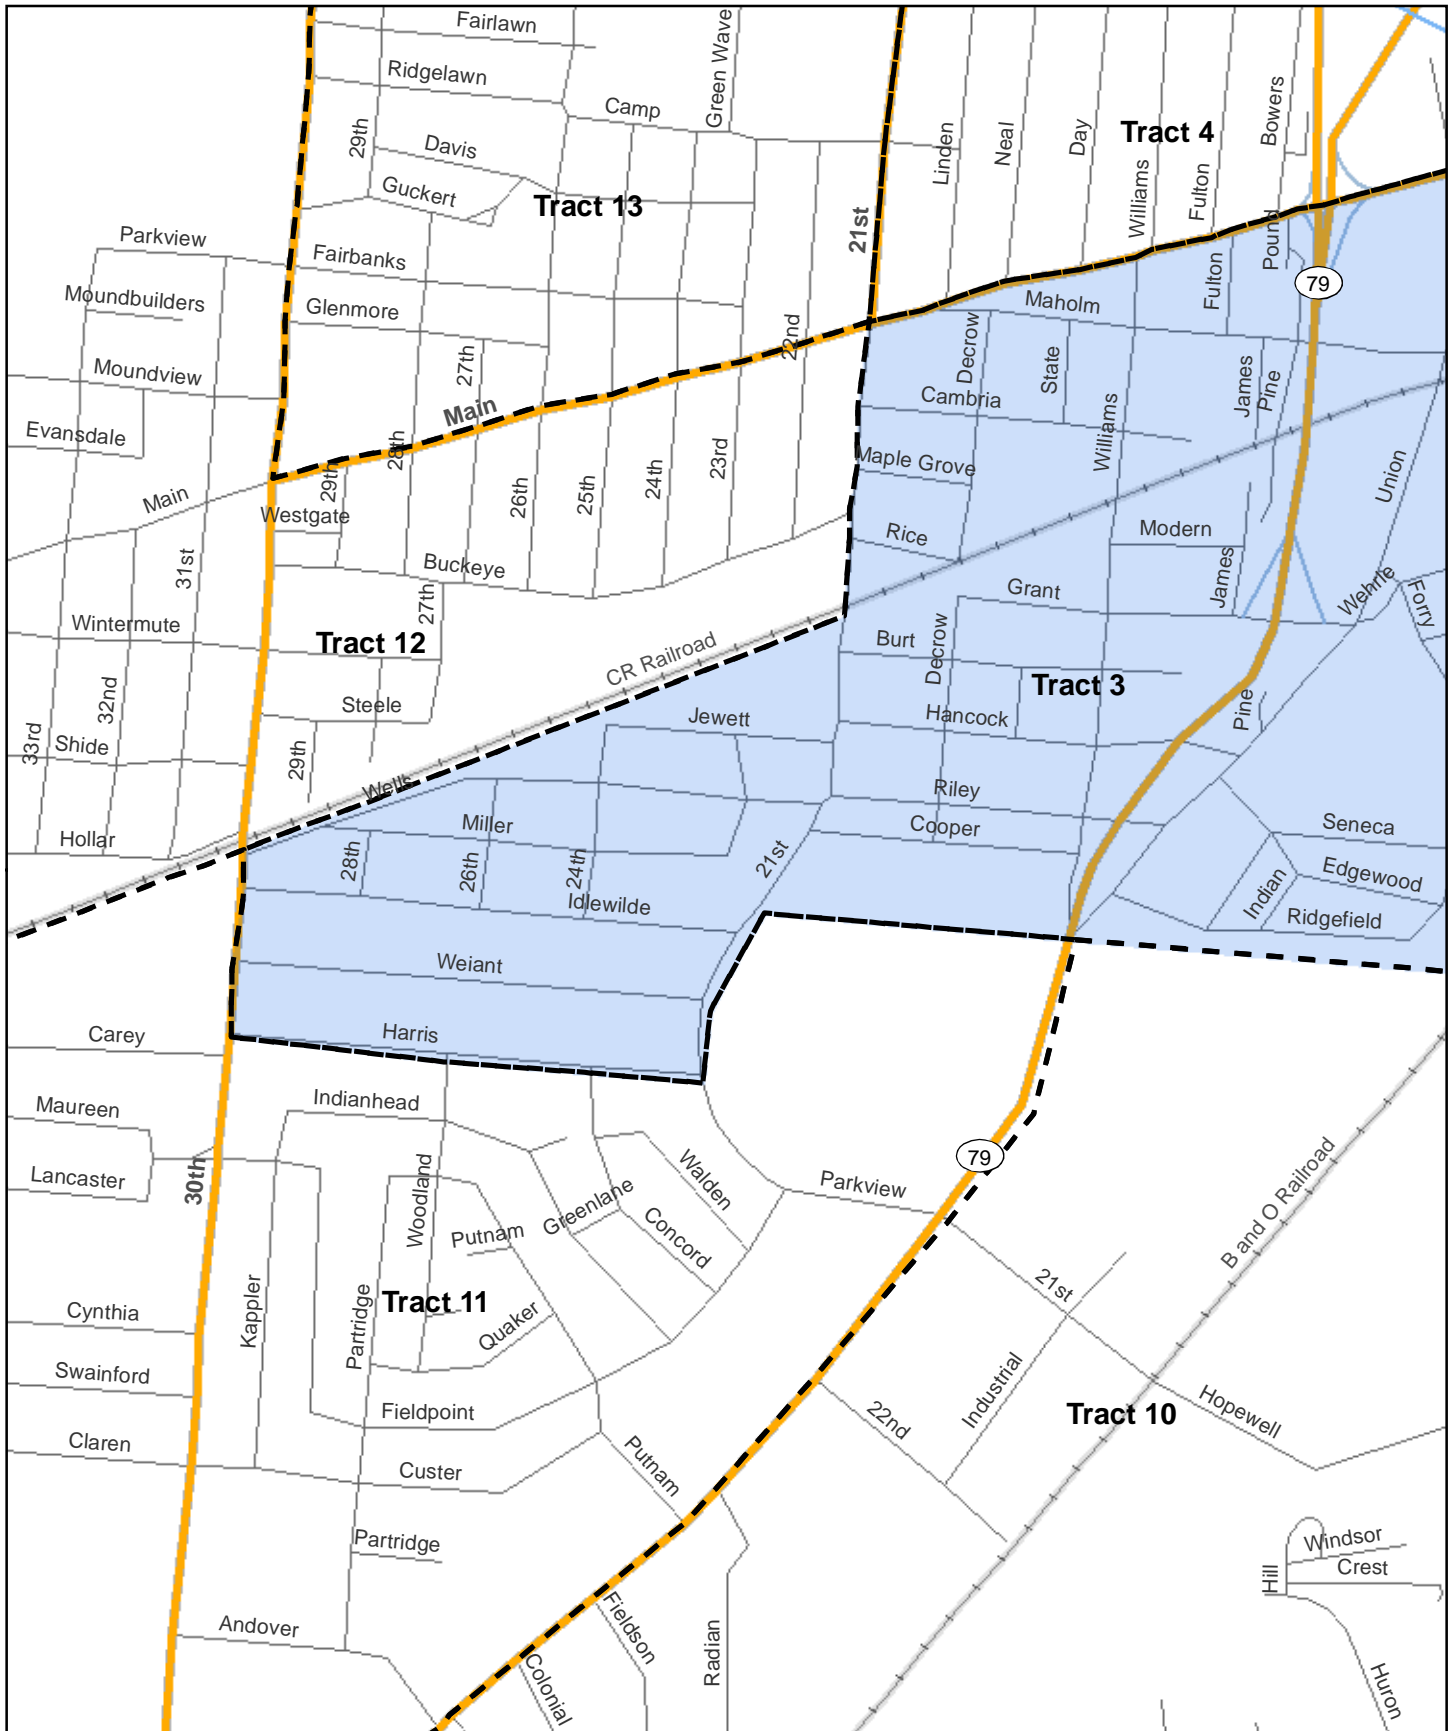 Fairlawn
Green Wave
Ridgelawn
Bowers
Camp
29th
Linden
Neal
Day
Tract 4
Davis
Williams
Fulton
Guckert
Tract 13
21st
Parkview
Fairbanks
Pound
Fulton
79
Moundbuilders
Glenmore
Maholm
22nd
27th
Decrow
State
James
Pine
Moundview
Cambria
Main
Evansdale
28th
Williams
29th
26th
25th
24th
23rd
Maple Grove
Union
Main
Westgate
Rice
Modern
31st
Buckeye
James
27th
Grant
Wehrle
Forry
Wintermute
Tract 12
CR Railroad
Burt
Decrow
Tract 3
32nd
Steele
Jewett
Hancock
Pine
33rd
Shide
29th
Wells
Riley
Hollar
Miller
Cooper
Seneca
28th
26th
24th
21st
Edgewood
Indian
Idlewilde
Ridgefield
Weiant
Carey
Harris
Maureen
Indianhead
79
Lancaster
30th
Woodland
Walden
Parkview
B and O Railroad
Greenlane
Putnam
Concord
21st
Cynthia
Kappler
Partridge
Tract 11
Quaker
Swainford
Industrial
Hopewell
Fieldpoint
22nd
Tract 10
Claren
Custer
Putnam
Partridge
Windsor
Crest
Hill
Andover
Fieldson
Radian
Colonial
Huron